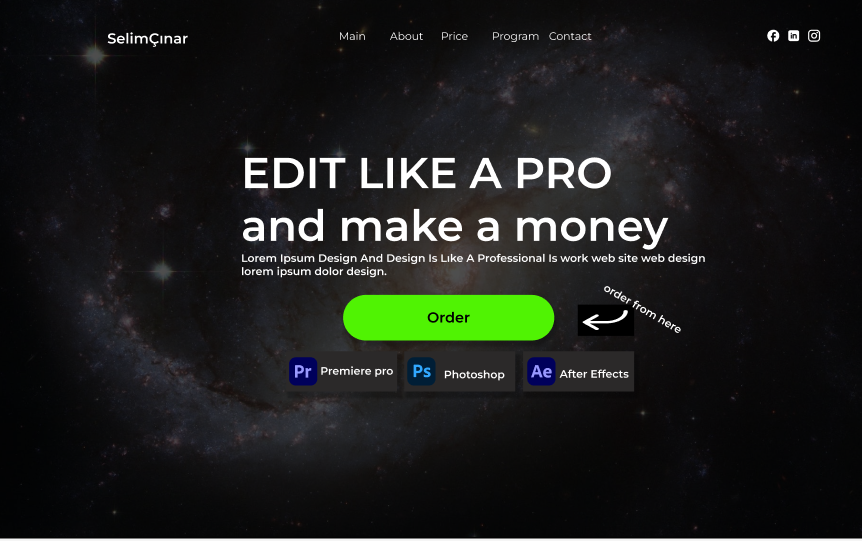 SelimÇınar
Main About Price Program Contact
EDIT LIKE A PRO
and make a money
Lorem Ipsum Design And Design Is Lıke A Professional Is work web site web design
lorem ipsum dolor design.
order from here
Order
Pr Premiere pro
Ps Photoshop
Ae After Effects